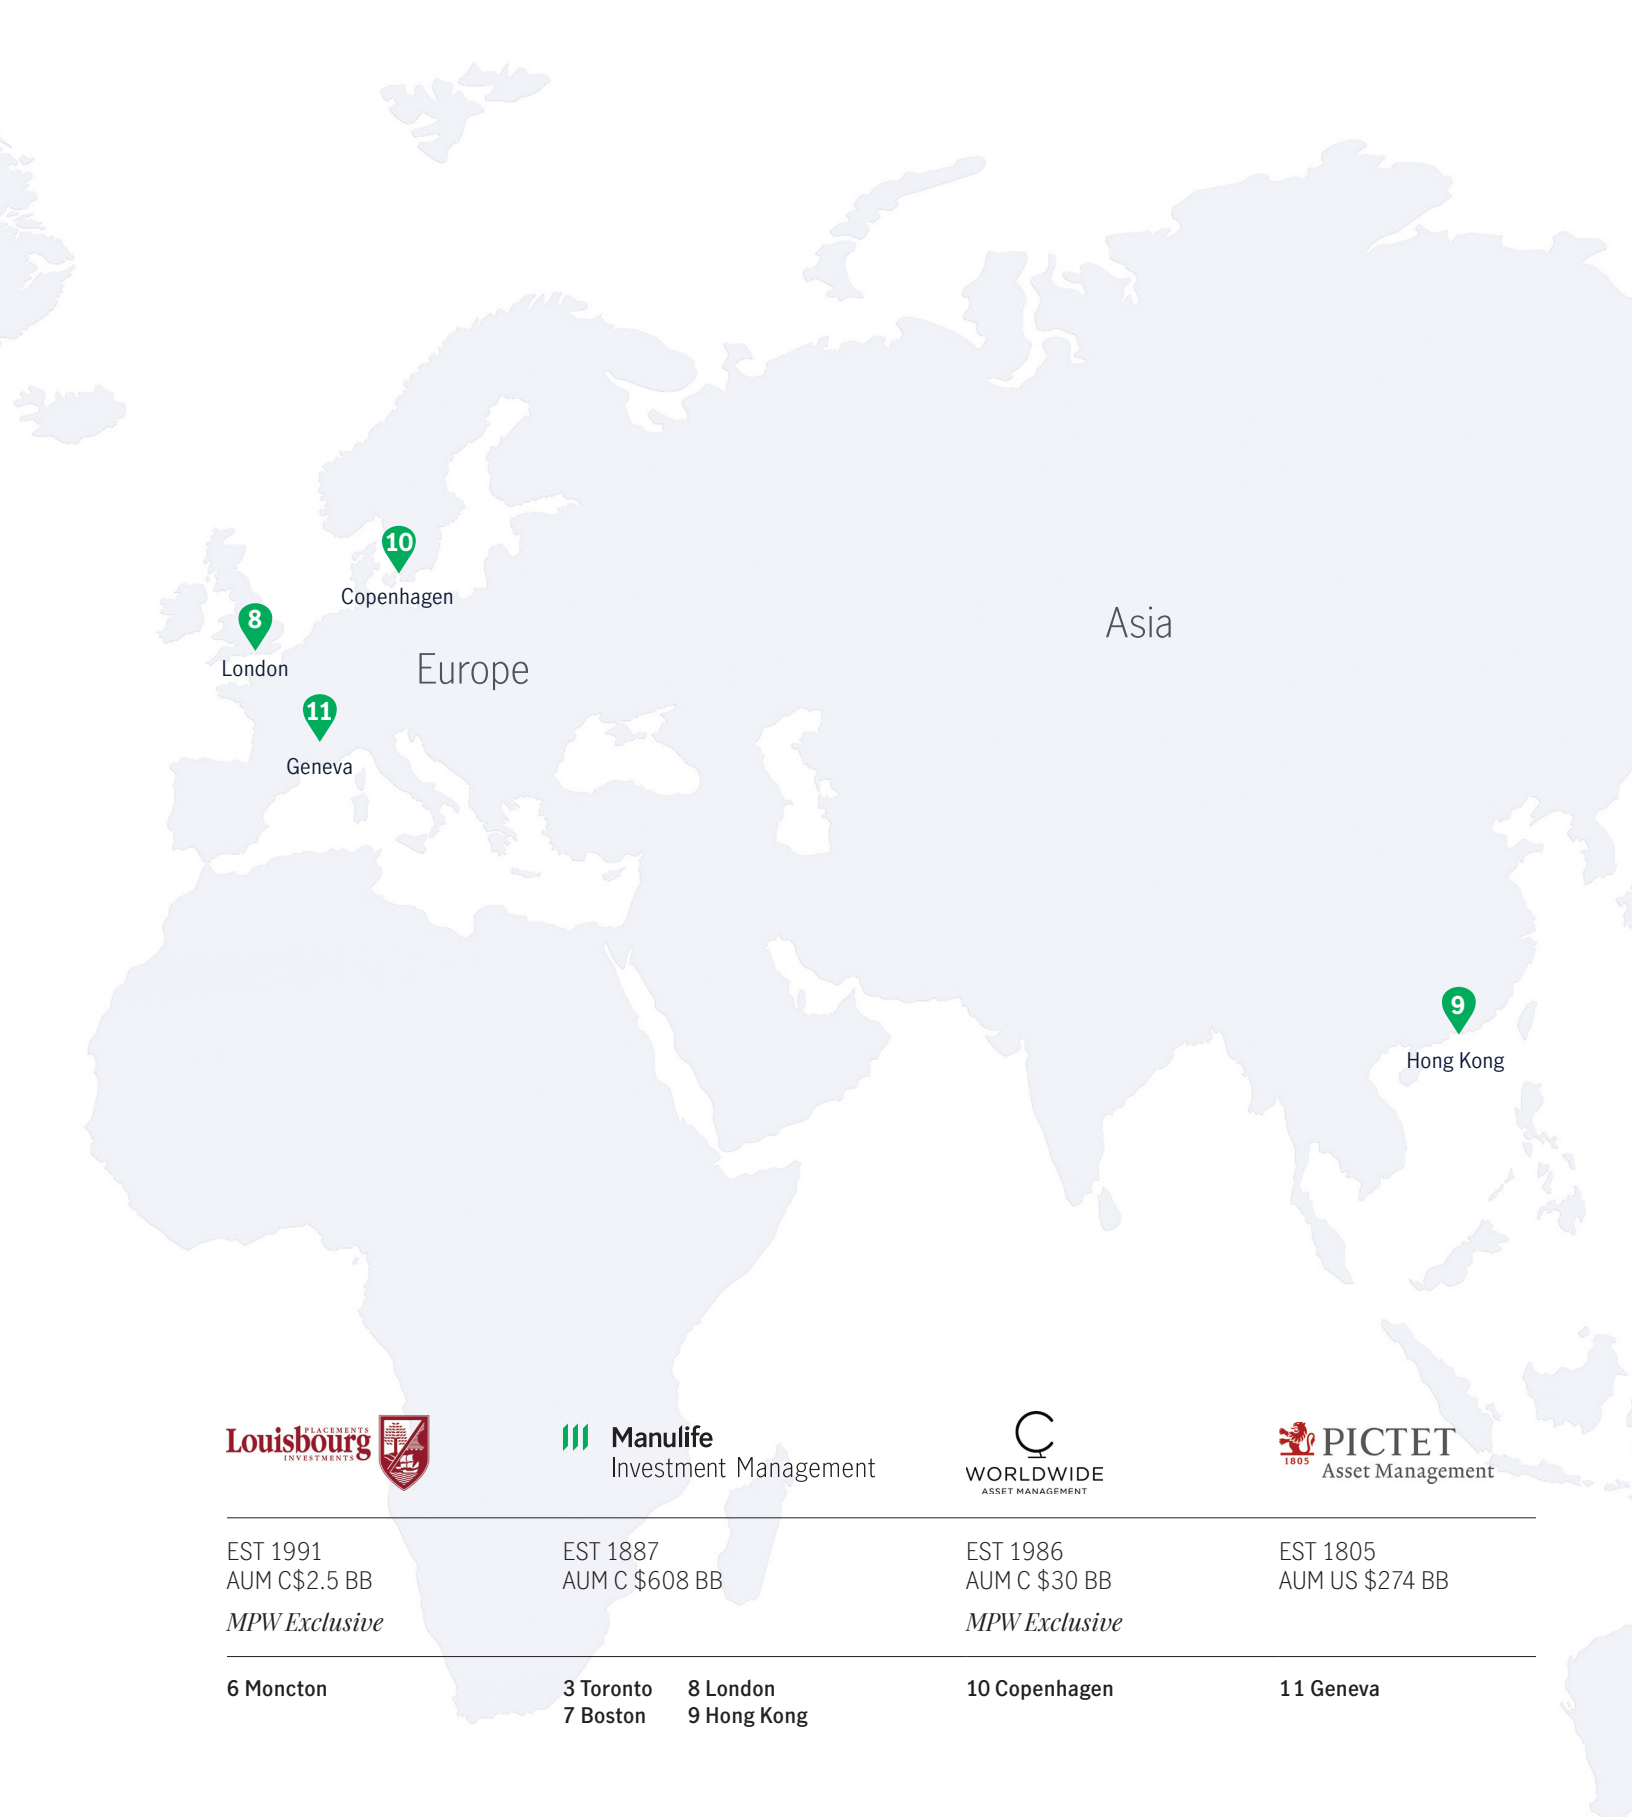 10
Copenhagen
8
London
Asia
Europe
11
Geneva
9
Hong Kong
PLACEMENTS
Louisbourg
INVESTMENTS
Manulife
Investment Management
C
WORLDWIDE
ASSET MANAGEMENT
PICTET
1805
Asset Management
EST 1991
AUM C$2.5 BB
MPW Exclusive
EST 1887
AUM C $608 BB
EST 1986
AUM C $30 BB
MPW Exclusive
EST 1805
AUM US $274 BB
6 Moncton
3 Toronto
7 Boston
8 London
9 Hong Kong
10 Copenhagen
11 Geneva